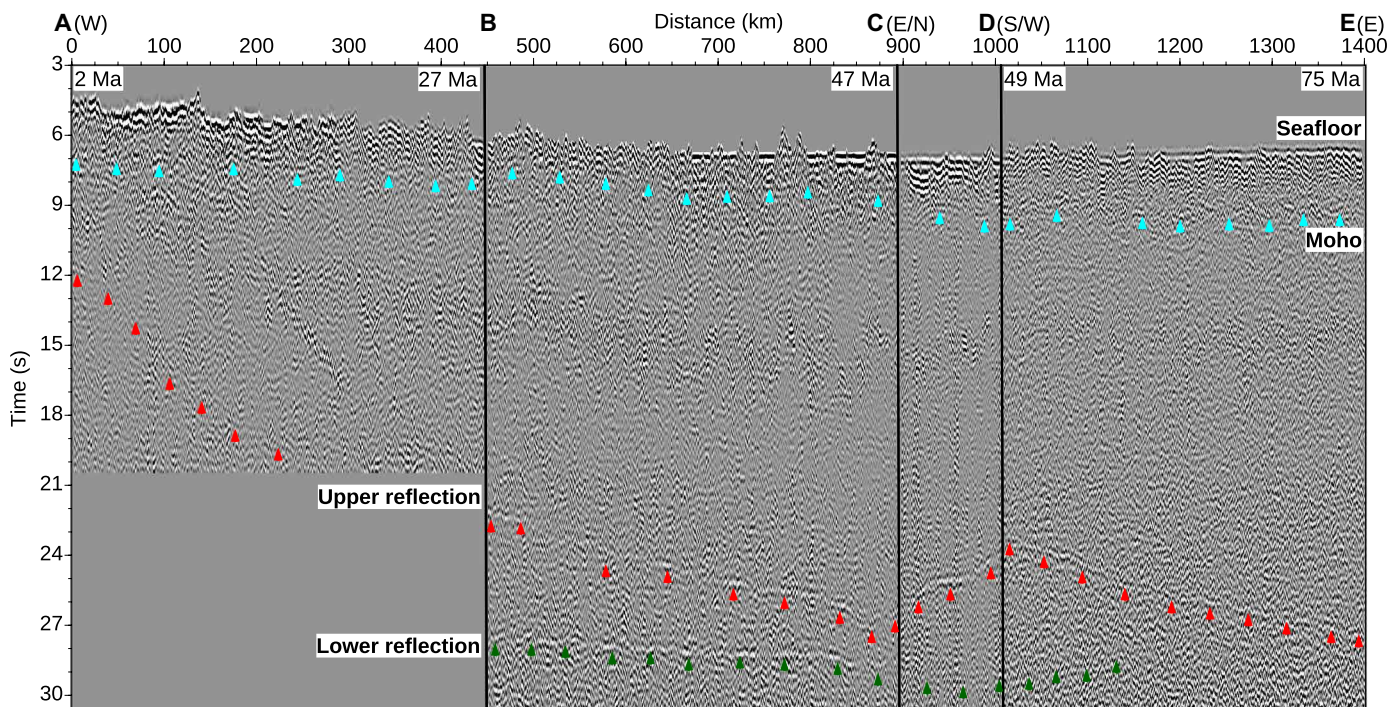 A(W) B Distance (km) C(E/N) D(S/W) E(E)
0 100 200 300 400 500 600 700 800 900 1000 1100 1200 1300 1400
3
2 Ma 27 Ma 47 Ma 49 Ma 75 Ma
Seafloor
6
9
Moho
12
15
Time (s)
18
21
Upper reflection
24
27
Lower reflection
30